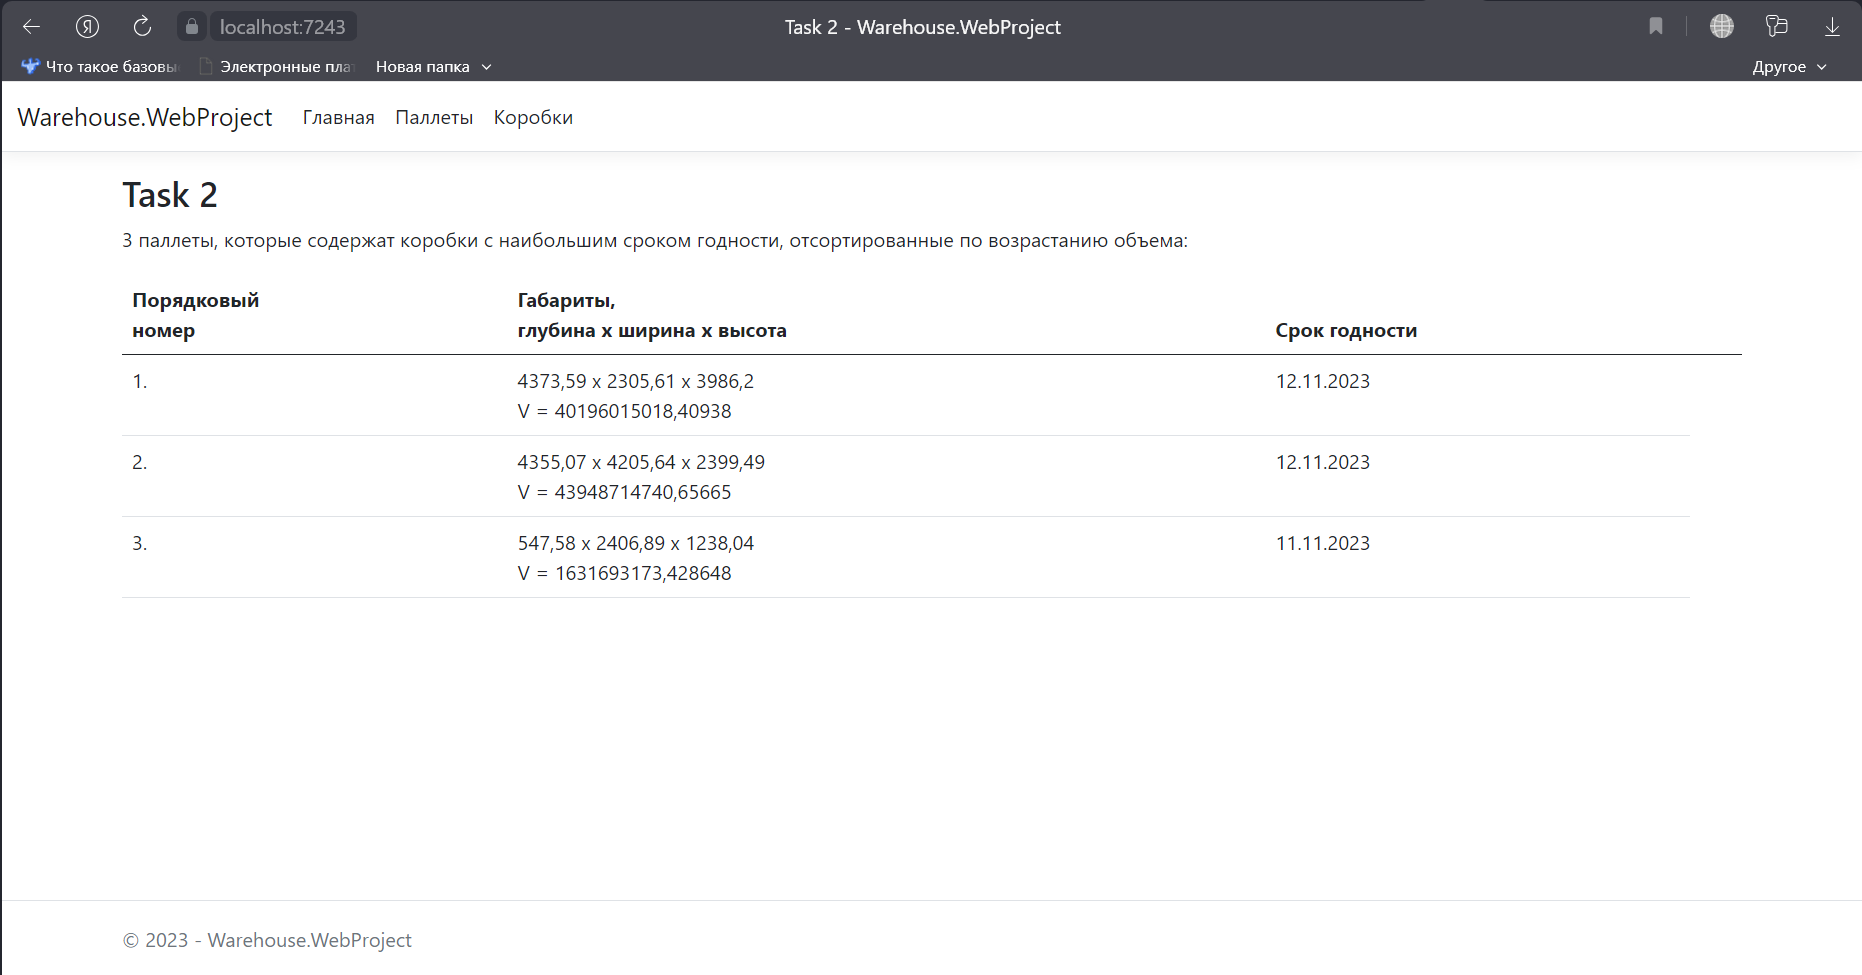 localhost:7243
Task 2 - Warehouse.WebProject
Что такое базовы
Электронные пла
Новая папка
Другое
Warehouse.WebProject
Главная
Паллеты
Коробки
Task 2
3 паллеты, которые содержат коробки с наибольшим сроком годности, отсортированные по возрастанию объема:
Порядковый
номер
Габариты,
глубина x ширина x высота
Срок годности
1.
4373,59 x 2305,61 x 3986,2
V = 40196015018,40938
12.11.2023
2.
4355,07 x 4205,64 x 2399,49
V = 43948714740,65665
12.11.2023
3.
547,58 x 2406,89 x 1238,04
V = 1631693173,428648
11.11.2023
© 2023 - Warehouse.WebProject